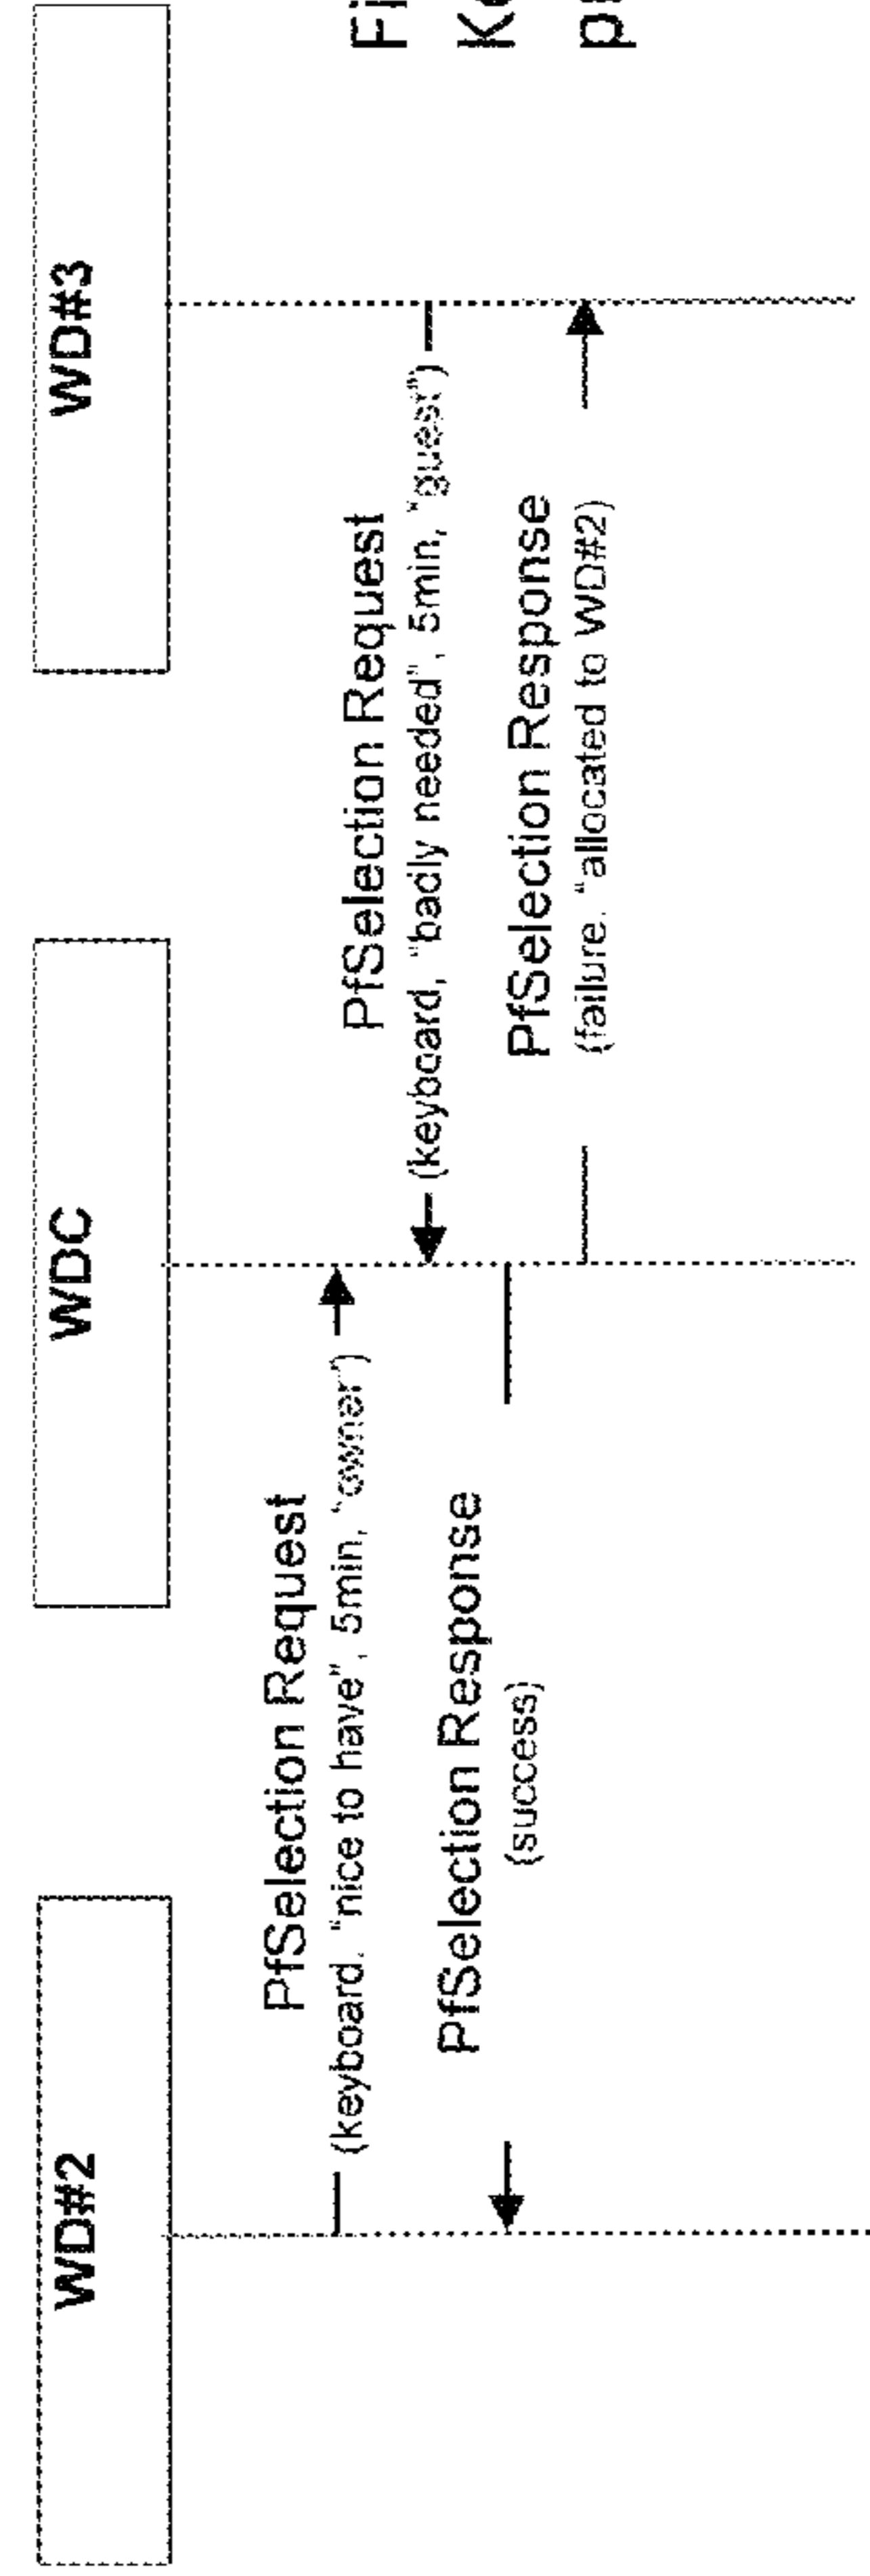 WD#2
WDC
WD#3
PfSelection Request
(keyboard. "nice to have", 5min, "owner")
PfSelection Request
(keyboard, "badly needed", 5min, "guest")
PfSelection Response
(success)
PfSelection Response
(failure. "allocated to WD#2)